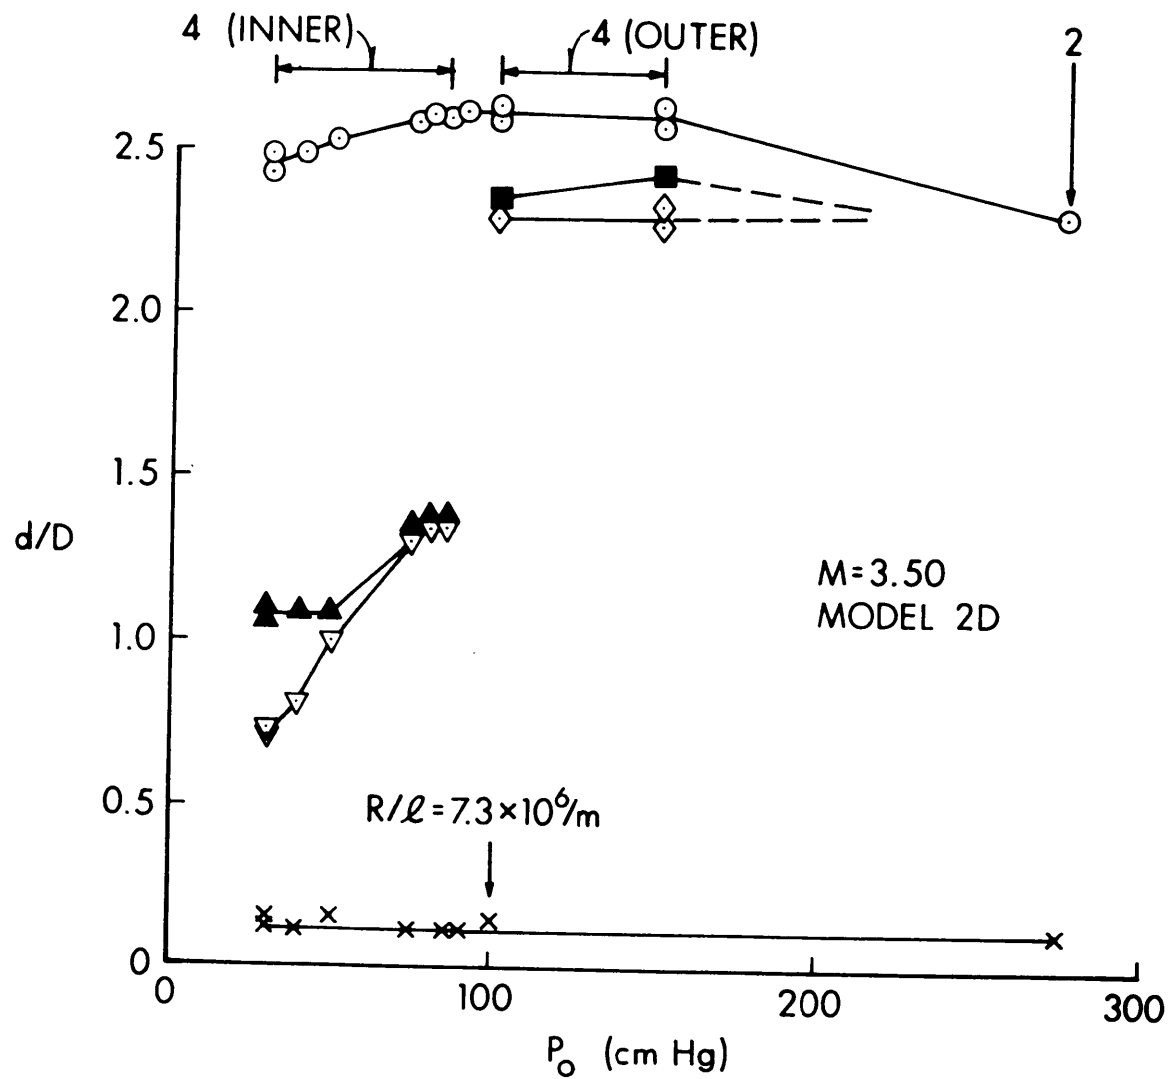 4 (INNER)
4 (OUTER)
2
2.5
2.0
1.5
d/D
M=3.50
MODEL 2D
1.0
R/ℓ=7.3×10⁶/m
0.5
0
0
100
200
300
P₀ (cm Hg)